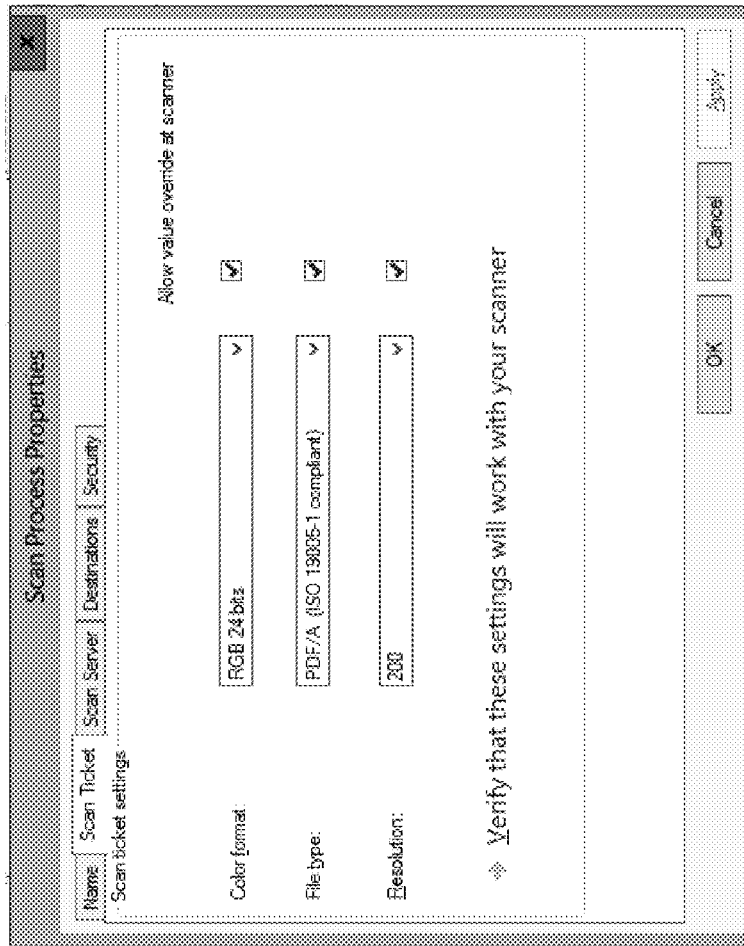 Scan Process Properties
X
Name Scan Ticket Scan Server Destinations Security
Scan ticket settings
Allow value override at scanner
Color format: RGB 24 bits
File type: PDF/A (ISO 19005-1 compliant)
Resolution: 200
Verify that these settings will work with your scanner
OK Cancel Apply